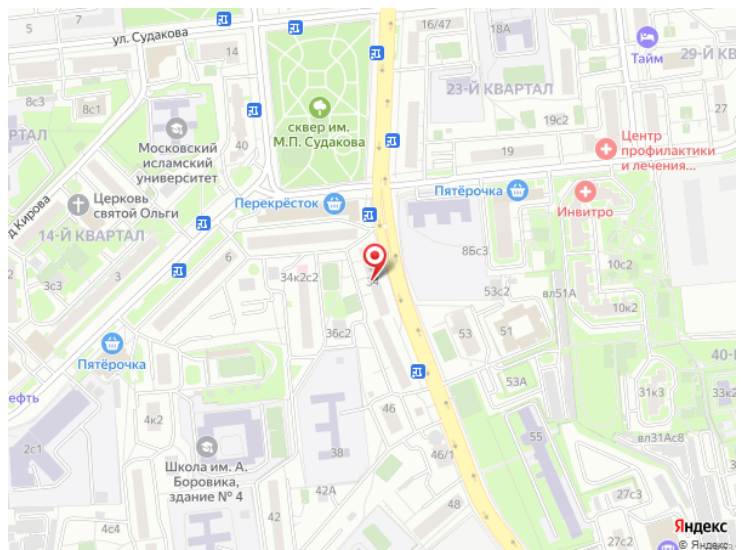 5
7
ул. Судакова
14
16/47
18А
Тайм
29-Й КВ
8с3
8с1
23-Й КВАРТАЛ
сквер им.
М.П. Судакова
19с2
27
КВАРТАЛ
Московский
исламский
университет
40
19
Центр
профилактики
и лечения...
Церковь
святой Ольги
Перекрёсток
Пятёрочка
Инвитро
д Кирова
14-Й КВАРТАЛ
6
8Бс3
10с2
3
34к2с2
34
3с3
53с2
вл51А
10к2
36с2
53
51
Пятёрочка
40-
53А
31к3
33к2
ефть
46
4к2
55
вл31Ас8
2с1
38
46/1
Школа им. А.
Боровика,
здание № 4
42А
48
27с3
4с4
27с2
Яндекс
© Яндекс